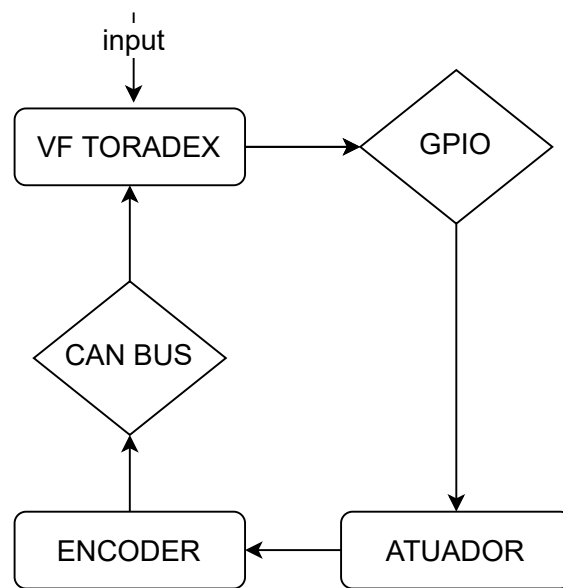 input
VF TORADEX
GPIO
CAN BUS
ENCODER
ATUADOR